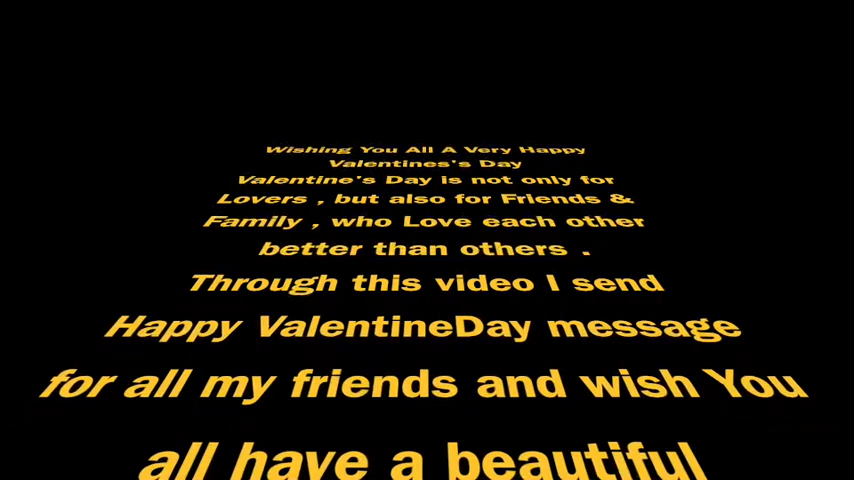 Wishing You All A Very Happy
Valentines's Day
Valentine's Day is not only for
Lovers , but also for Friends &
Family , who Love each other
better than others .
Through this video I send
Happy ValentineDay message
for all my friends and wish You
all have a beautiful